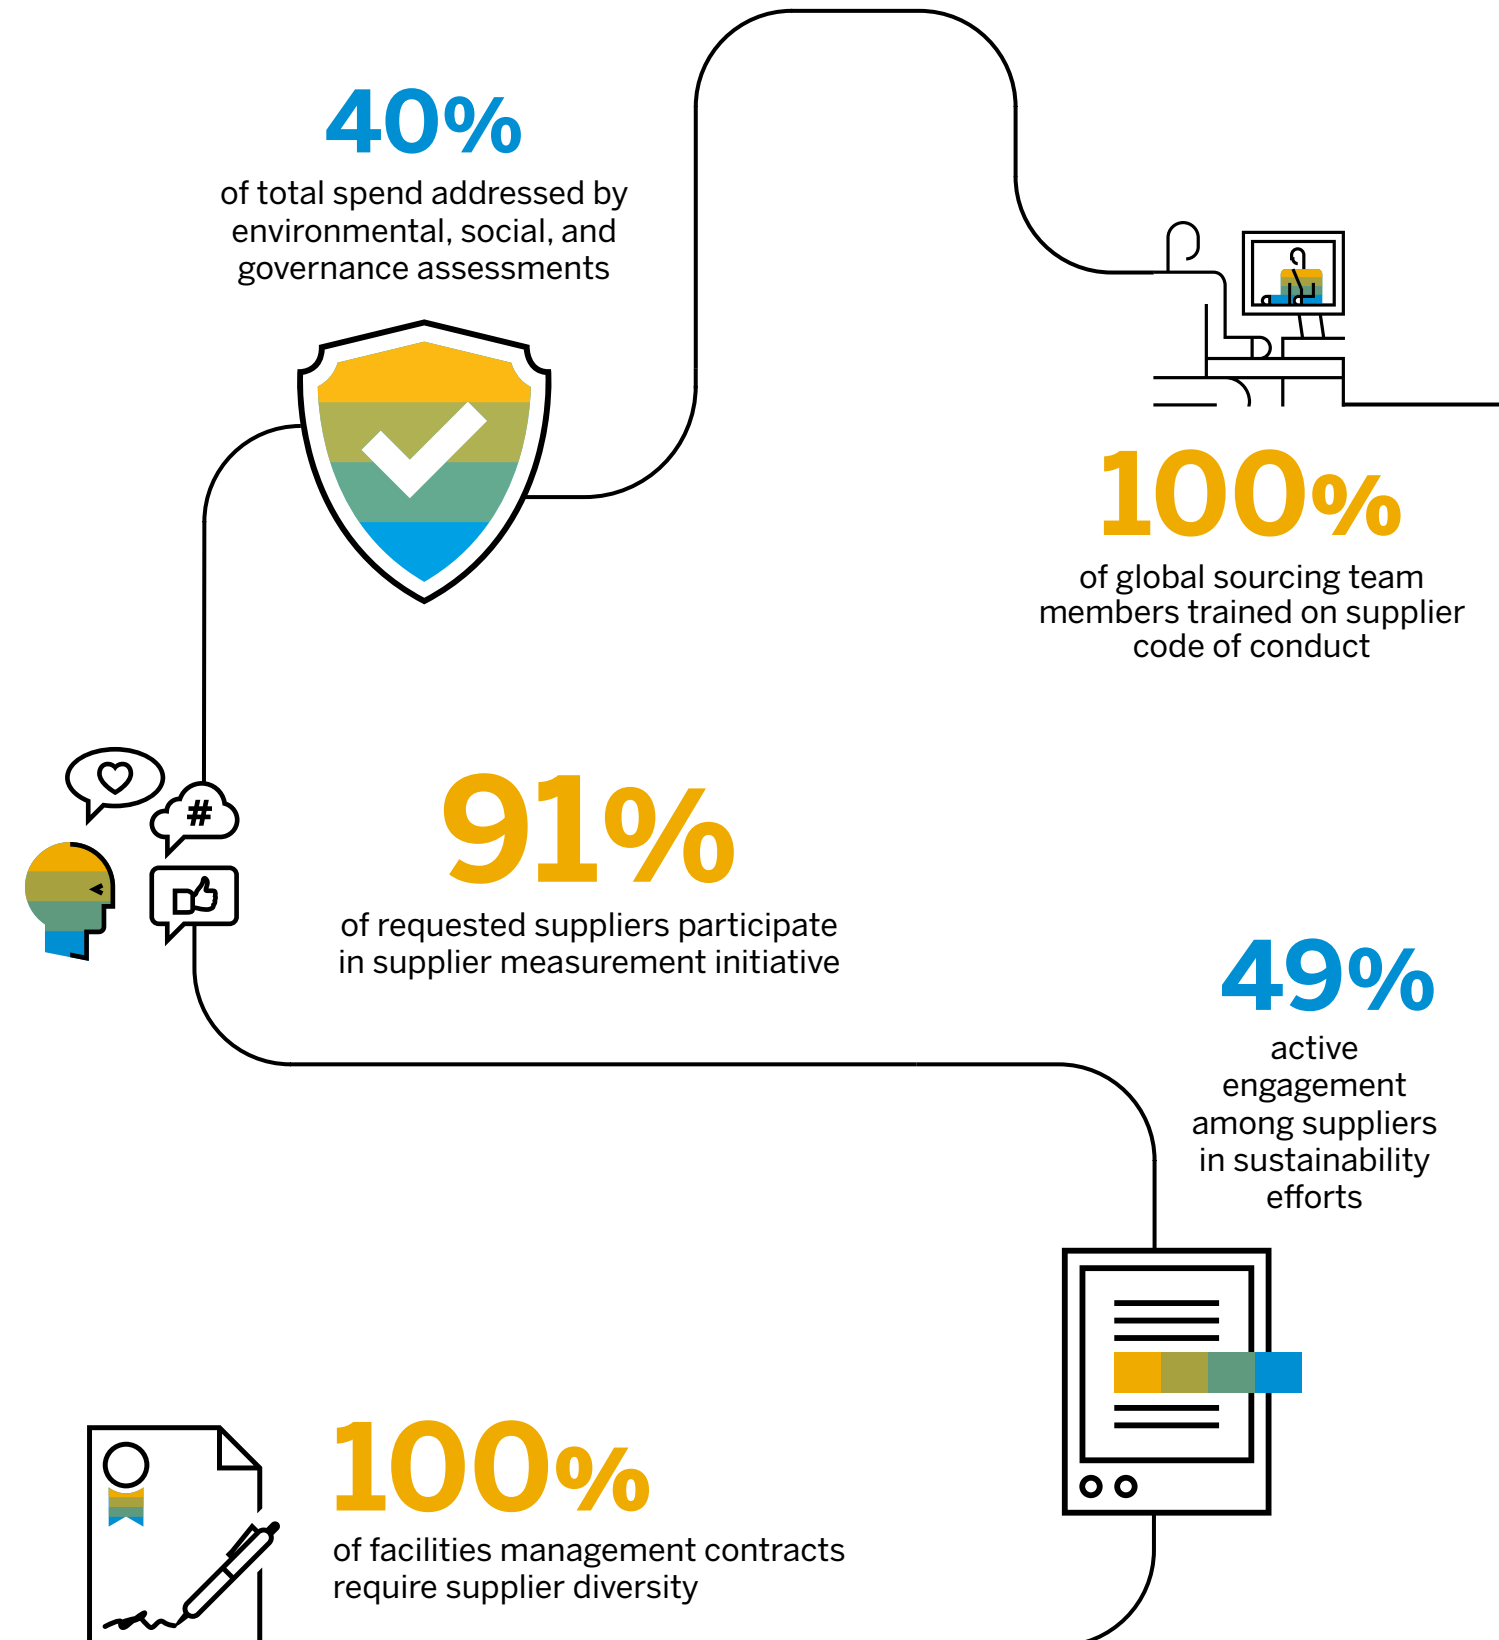 40%
of total spend addressed by
environmental, social, and
governance assessments
100%
of global sourcing team
members trained on supplier
code of conduct
#
91%
of requested suppliers participate
in supplier measurement initiative
49%
active
engagement
among suppliers
in sustainability
efforts
100%
of facilities management contracts
require supplier diversity